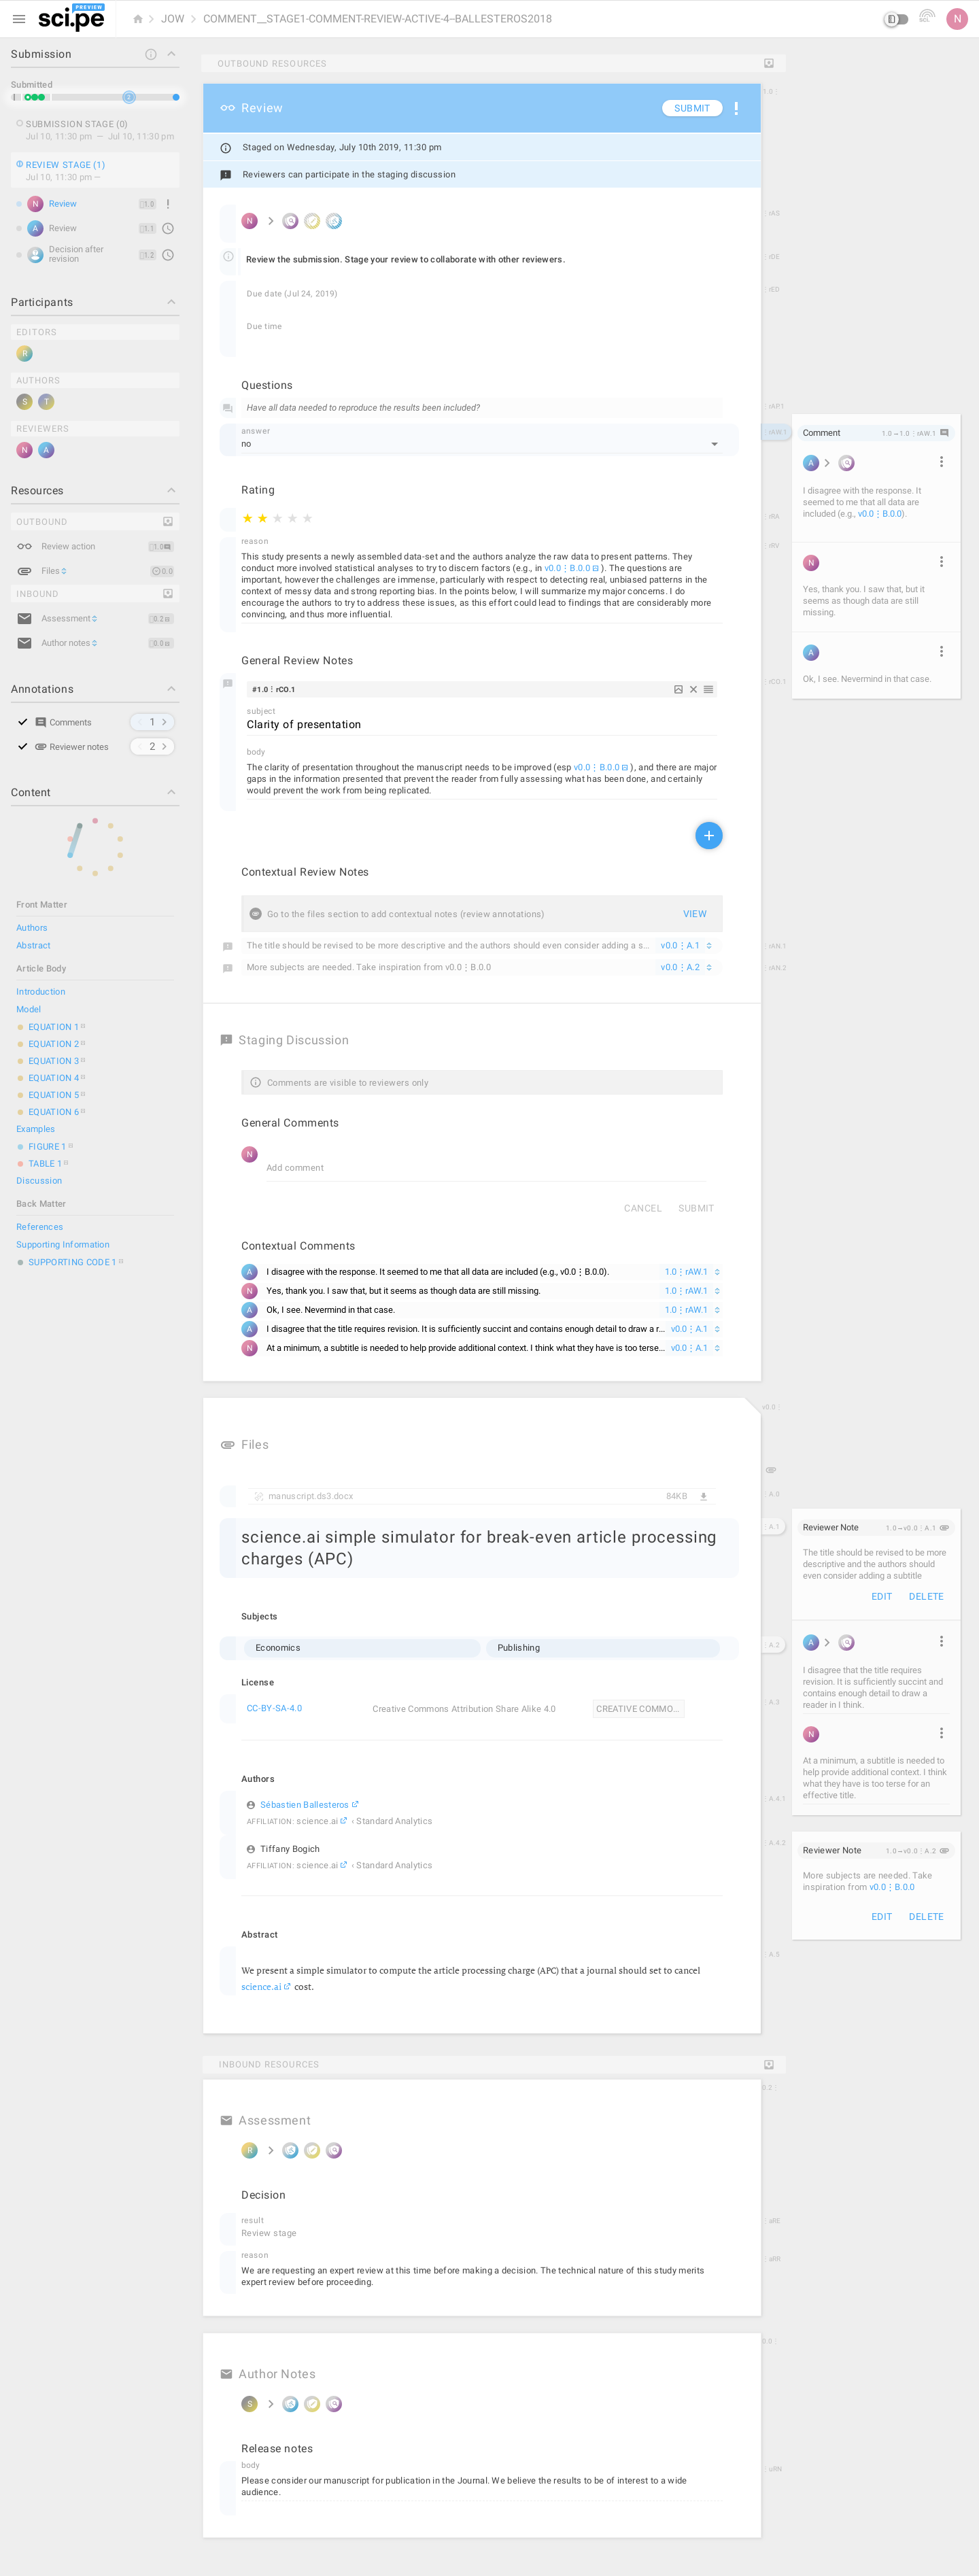 PREVIEW
sci.pe
JOW
COMMENT__STAGE1-COMMENT-REVIEW-ACTIVE-4--BALLESTEROS2018
N
Submission
Submitted
SUBMISSION STAGE (0)
Jul 10, 11:30 pm — Jul 10, 11:30 pm
REVIEW STAGE (1)
Jul 10, 11:30 pm —
N Review 1.0
A Review 1.1
Decision after
revision 1.2
Participants
EDITORS
R
AUTHORS
S T
REVIEWERS
N A
Resources
OUTBOUND
Review action 1.0
Files 0.0
INBOUND
Assessment 0.2
Author notes 0.0
Annotations
Comments 1
Reviewer notes 2
Content
Front Matter
Authors
Abstract
Article Body
Introduction
Model
EQUATION 1
EQUATION 2
EQUATION 3
EQUATION 4
EQUATION 5
EQUATION 6
Examples
FIGURE 1
TABLE 1
Discussion
Back Matter
References
Supporting Information
SUPPORTING CODE 1
OUTBOUND RESOURCES
Review
SUBMIT
1.0
Staged on Wednesday, July 10th 2019, 11:30 pm
Reviewers can participate in the staging discussion
N
rAS
Review the submission. Stage your review to collaborate with other reviewers.
rDE
Due date (Jul 24, 2019)
rED
Due time
Questions
Have all data needed to reproduce the results been included?
rAP.1
answer
no
rAW.1
Rating
rRA
reason
rRV
This study presents a newly assembled data-set and the authors analyze the raw data to present patterns. They
conduct more involved statistical analyses to try to discern factors (e.g., in v0.0⋮B.0.0 ). The questions are
important, however the challenges are immense, particularly with respect to detecting real, unbiased patterns in the
context of messy data and strong reporting bias. In the points below, I will summarize my major concerns. I do
encourage the authors to try to address these issues, as this effort could lead to findings that are considerably more
convincing, and thus more influential.
General Review Notes
#1.0⋮rCO.1
rCO.1
subject
Clarity of presentation
body
The clarity of presentation throughout the manuscript needs to be improved (esp v0.0⋮B.0.0 ), and there are major
gaps in the information presented that prevent the reader from fully assessing what has been done, and certainly
would prevent the work from being replicated.
Contextual Review Notes
Go to the files section to add contextual notes (review annotations)
VIEW
The title should be revised to be more descriptive and the authors should even consider adding a s... v0.0⋮A.1
rAN.1
More subjects are needed. Take inspiration from v0.0⋮B.0.0 v0.0⋮A.2
rAN.2
Staging Discussion
Comments are visible to reviewers only
General Comments
N
Add comment
CANCEL SUBMIT
Contextual Comments
A I disagree with the response. It seemed to me that all data are included (e.g., v0.0⋮B.0.0). 1.0⋮rAW.1
N Yes, thank you. I saw that, but it seems as though data are still missing. 1.0⋮rAW.1
A Ok, I see. Nevermind in that case. 1.0⋮rAW.1
A I disagree that the title requires revision. It is sufficiently succint and contains enough detail to draw a r... v0.0⋮A.1
N At a minimum, a subtitle is needed to help provide additional context. I think what they have is too terse... v0.0⋮A.1
Comment 1.0→1.0⋮rAW.1
A
I disagree with the response. It
seemed to me that all data are
included (e.g., v0.0⋮B.0.0).
N
Yes, thank you. I saw that, but it
seems as though data are still
missing.
A
Ok, I see. Nevermind in that case.
v0.0
Files
manuscript.ds3.docx 84KB
A.0
science.ai simple simulator for break-even article processing
charges (APC)
A.1
Subjects
Economics Publishing
A.2
License
CC-BY-SA-4.0 Creative Commons Attribution Share Alike 4.0 CREATIVE COMMO...
A.3
Authors
Sébastien Ballesteros
A.4.1
AFFILIATION: science.ai ‹ Standard Analytics
Tiffany Bogich
A.4.2
AFFILIATION: science.ai ‹ Standard Analytics
Abstract
A.5
We present a simple simulator to compute the article processing charge (APC) that a journal should set to cancel
science.ai cost.
Reviewer Note 1.0→v0.0⋮A.1
The title should be revised to be more
descriptive and the authors should
even consider adding a subtitle
EDIT DELETE
A
I disagree that the title requires
revision. It is sufficiently succint and
contains enough detail to draw a
reader in I think.
N
At a minimum, a subtitle is needed to
help provide additional context. I think
what they have is too terse for an
effective title.
Reviewer Note 1.0→v0.0⋮A.2
More subjects are needed. Take
inspiration from v0.0⋮B.0.0
EDIT DELETE
INBOUND RESOURCES
0.2
Assessment
R
Decision
result
aRE
Review stage
reason
aRR
We are requesting an expert review at this time before making a decision. The technical nature of this study merits
expert review before proceeding.
0.0
Author Notes
S
Release notes
body
uRN
Please consider our manuscript for publication in the Journal. We believe the results to be of interest to a wide
audience.